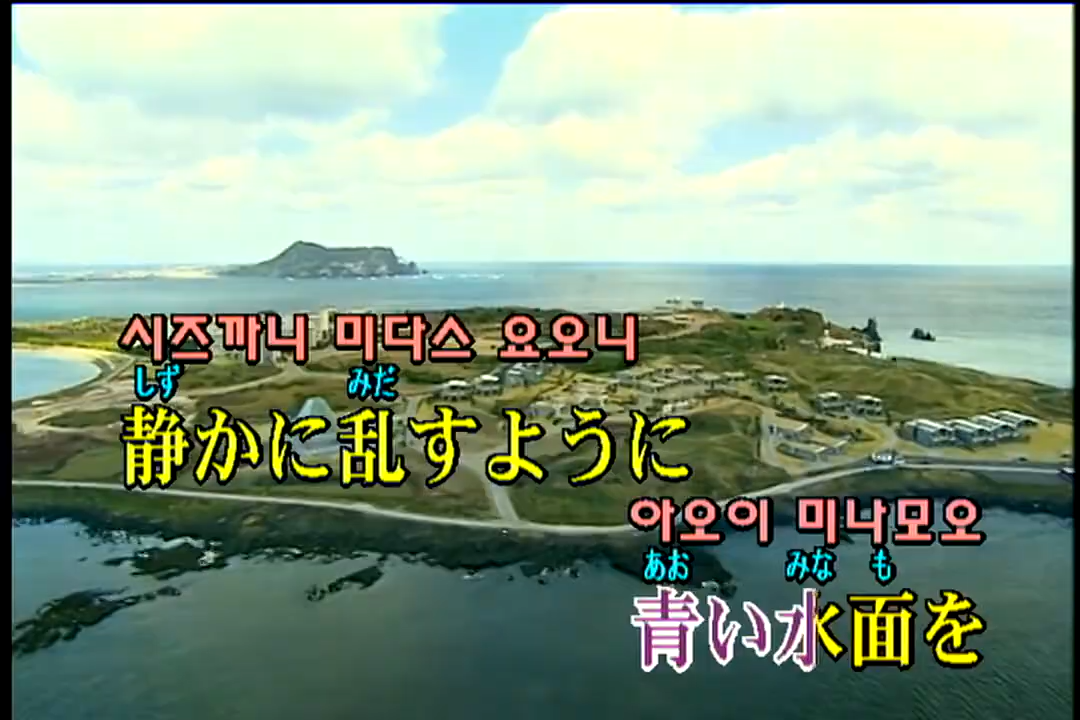 시즈까니 미다스 요오니
しず みだ
静かに乱すように
아오이 미나모오
あお みな も
青い水面を